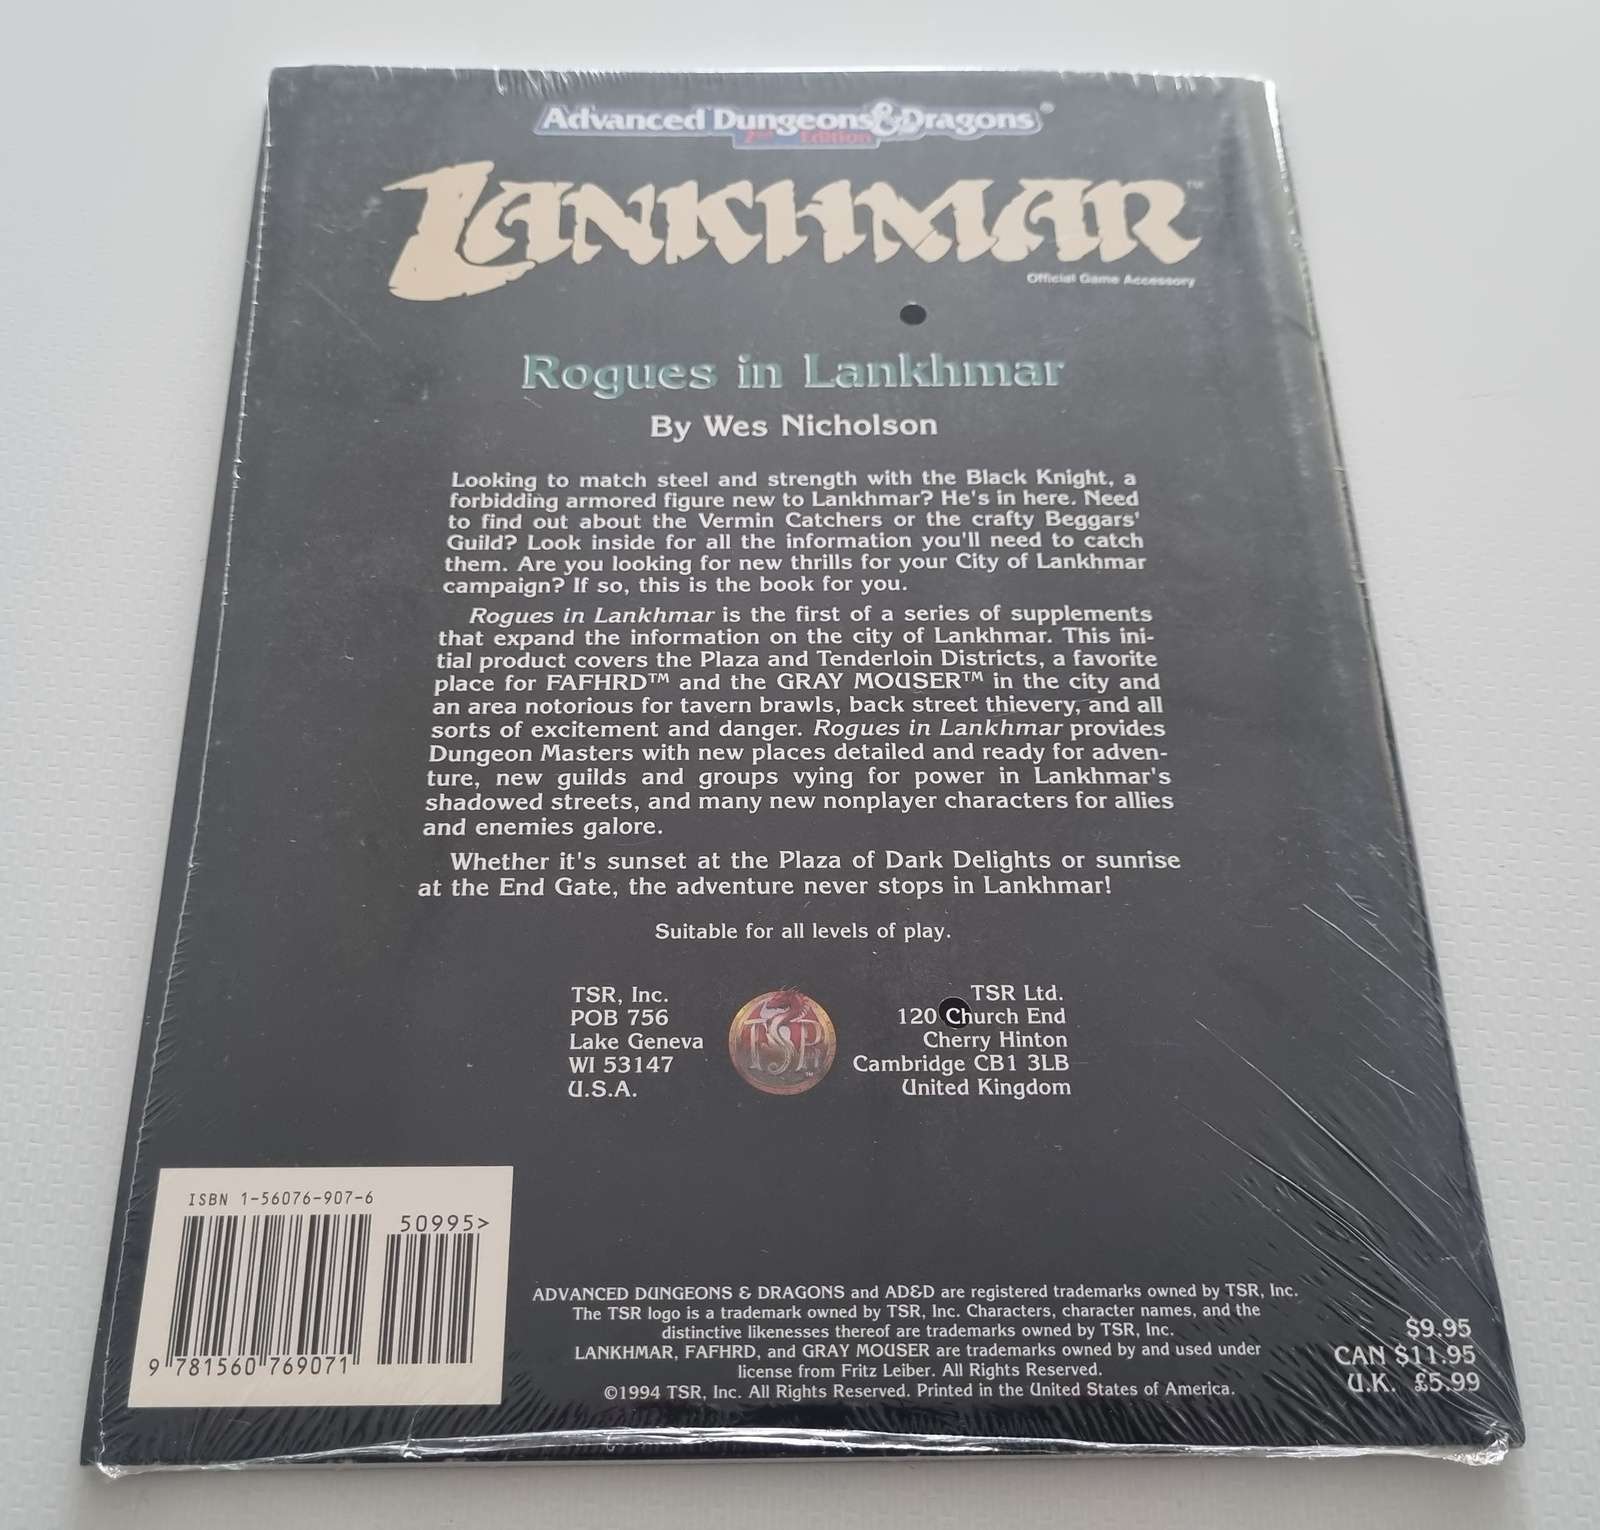 Advanced Dungeons & Dragons®
2nd Edition
LANKHMAR™
Official Game Accessory
Rogues in Lankhmar
By Wes Nicholson
Looking to match steel and strength with the Black Knight, a
forbidding armored figure new to Lankhmar? He's in here. Need
to find out about the Vermin Catchers or the crafty Beggars'
Guild? Look inside for all the information you'll need to catch
them. Are you looking for new thrills for your City of Lankhmar
campaign? If so, this is the book for you.
Rogues in Lankhmar is the first of a series of supplements
that expand the information on the city of Lankhmar. This ini-
tial product covers the Plaza and Tenderloin Districts, a favorite
place for FAFHRD™ and the GRAY MOUSER™ in the city and
an area notorious for tavern brawls, back street thievery, and all
sorts of excitement and danger. Rogues in Lankhmar provides
Dungeon Masters with new places detailed and ready for adven-
ture, new guilds and groups vying for power in Lankhmar's
shadowed streets, and many new nonplayer characters for allies
and enemies galore.
Whether it's sunset at the Plaza of Dark Delights or sunrise
at the End Gate, the adventure never stops in Lankhmar!
Suitable for all levels of play.
TSR, Inc.
POB 756
Lake Geneva
WI 53147
U.S.A.
TSR™
TSR Ltd.
120 Church End
Cherry Hinton
Cambridge CB1 3LB
United Kingdom
ISBN 1-56076-907-6
50995>
9 781560 769071
ADVANCED DUNGEONS & DRAGONS and AD&D are registered trademarks owned by TSR, Inc.
The TSR logo is a trademark owned by TSR, Inc. Characters, character names, and the
distinctive likenesses thereof are trademarks owned by TSR, Inc.
LANKHMAR, FAFHRD, and GRAY MOUSER are trademarks owned by and used under
license from Fritz Leiber. All Rights Reserved.
©1994 TSR, Inc. All Rights Reserved. Printed in the United States of America.
$9.95
CAN $11.95
U.K. £5.99